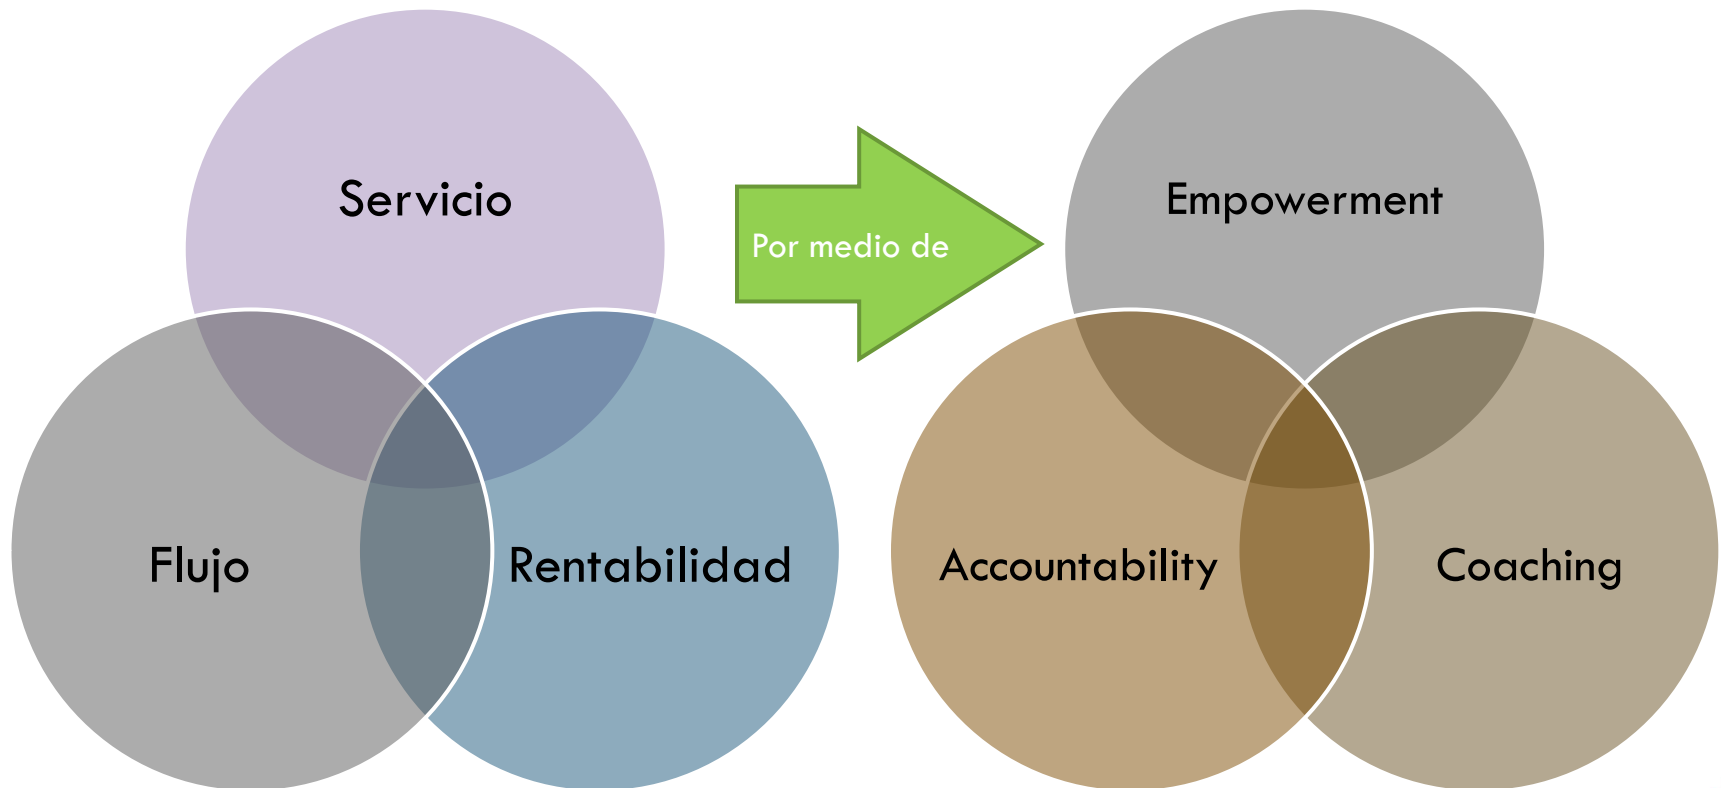 Servicio
Flujo
Rentabilidad
Por medio de
Empowerment
Accountability
Coaching